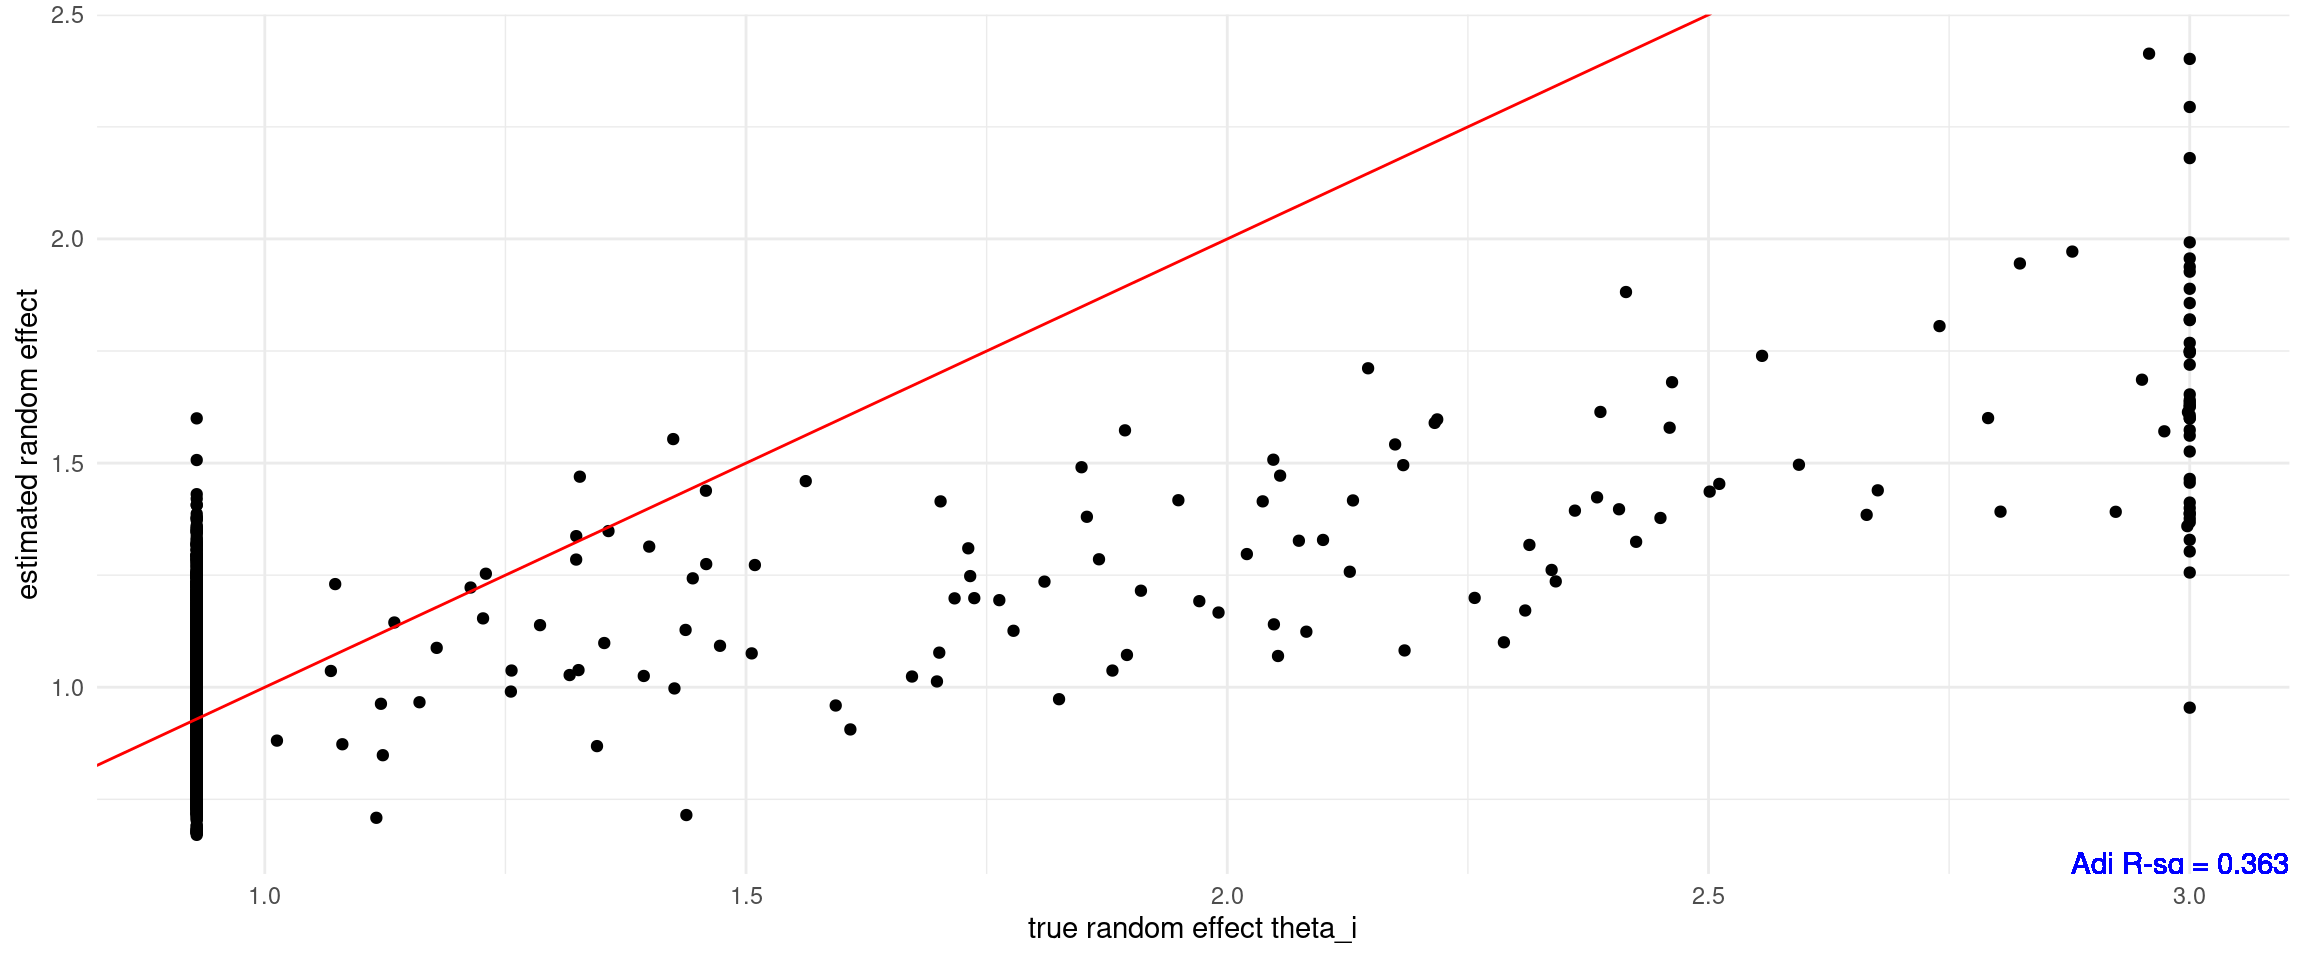 2.5
2.0
1.5
1.0
estimated random effect
Adj R-sq = 0.363
1.0 1.5 2.0 2.5 3.0
true random effect theta_i